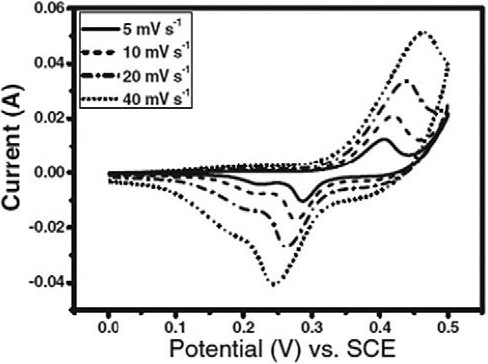 5 mV s⁻¹
10 mV s⁻¹
20 mV s⁻¹
40 mV s⁻¹
0.06
0.04
0.02
0.00
-0.02
-0.04
Current (A)
0.0 0.1 0.2 0.3 0.4 0.5
Potential (V) vs. SCE